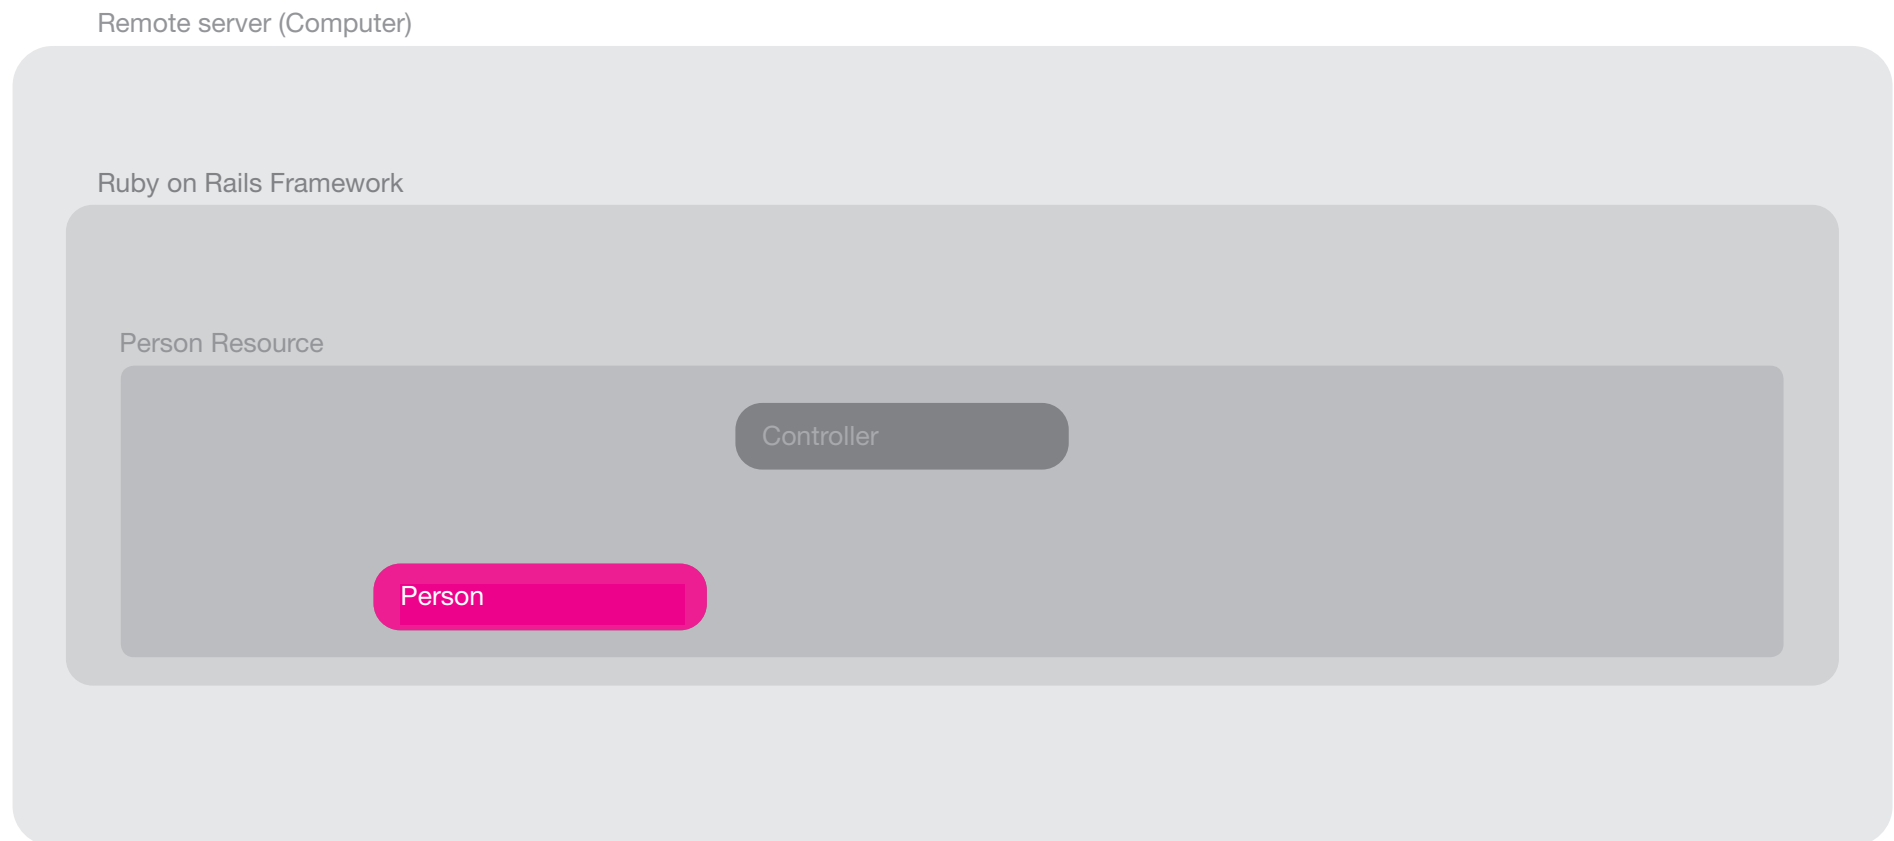 Remote server (Computer)
Ruby on Rails Framework
Person Resource
Controller
Person